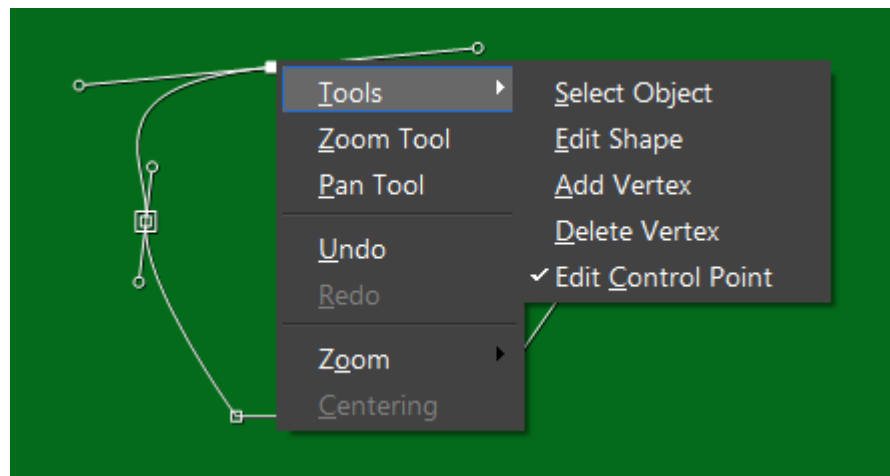 Tools
Zoom Tool
Pan Tool
Undo
Redo
Zoom
Centering
Select Object
Edit Shape
Add Vertex
Delete Vertex
Edit Control Point